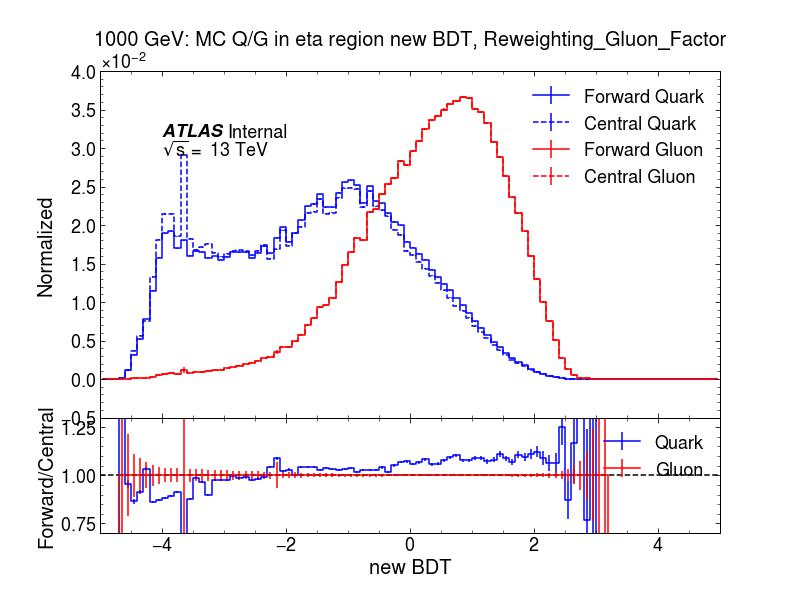 1000 GeV: MC Q/G in eta region new BDT, Reweighting_Gluon_Factor
×10⁻²
4.0
3.5
3.0
2.5
2.0
1.5
1.0
0.5
0.0
−0.5
Normalized
ATLAS Internal
√s = 13 TeV
Forward Quark
Central Quark
Forward Gluon
Central Gluon
1.25
1.00
0.75
Forward/Central
Quark
Gluon
−4 −2 0 2 4
new BDT